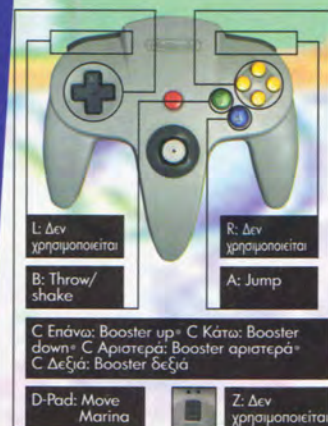 L: Δεν
χρησιμοποιείται
R: Δεν
χρησιμοποιείται
B: Throw/
shake
A: Jump
C Επάνω: Booster up• C Κάτω: Booster
down• C Αριστερά: Booster αριστερά•
C Δεξιά: Booster δεξιά
D-Pad: Move
Marina
Z: Δεν
χρησιμοποιείται